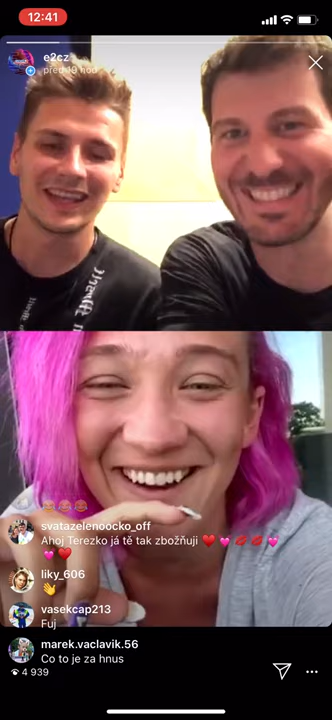 12:41
e2cz
před 19 hod
svatazelenoocko_off
Ahoj Terezko já tě tak zbožňuji
liky_606
vasekcap213
Fuj
marek.vaclavik.56
Co to je za hnus
4 939